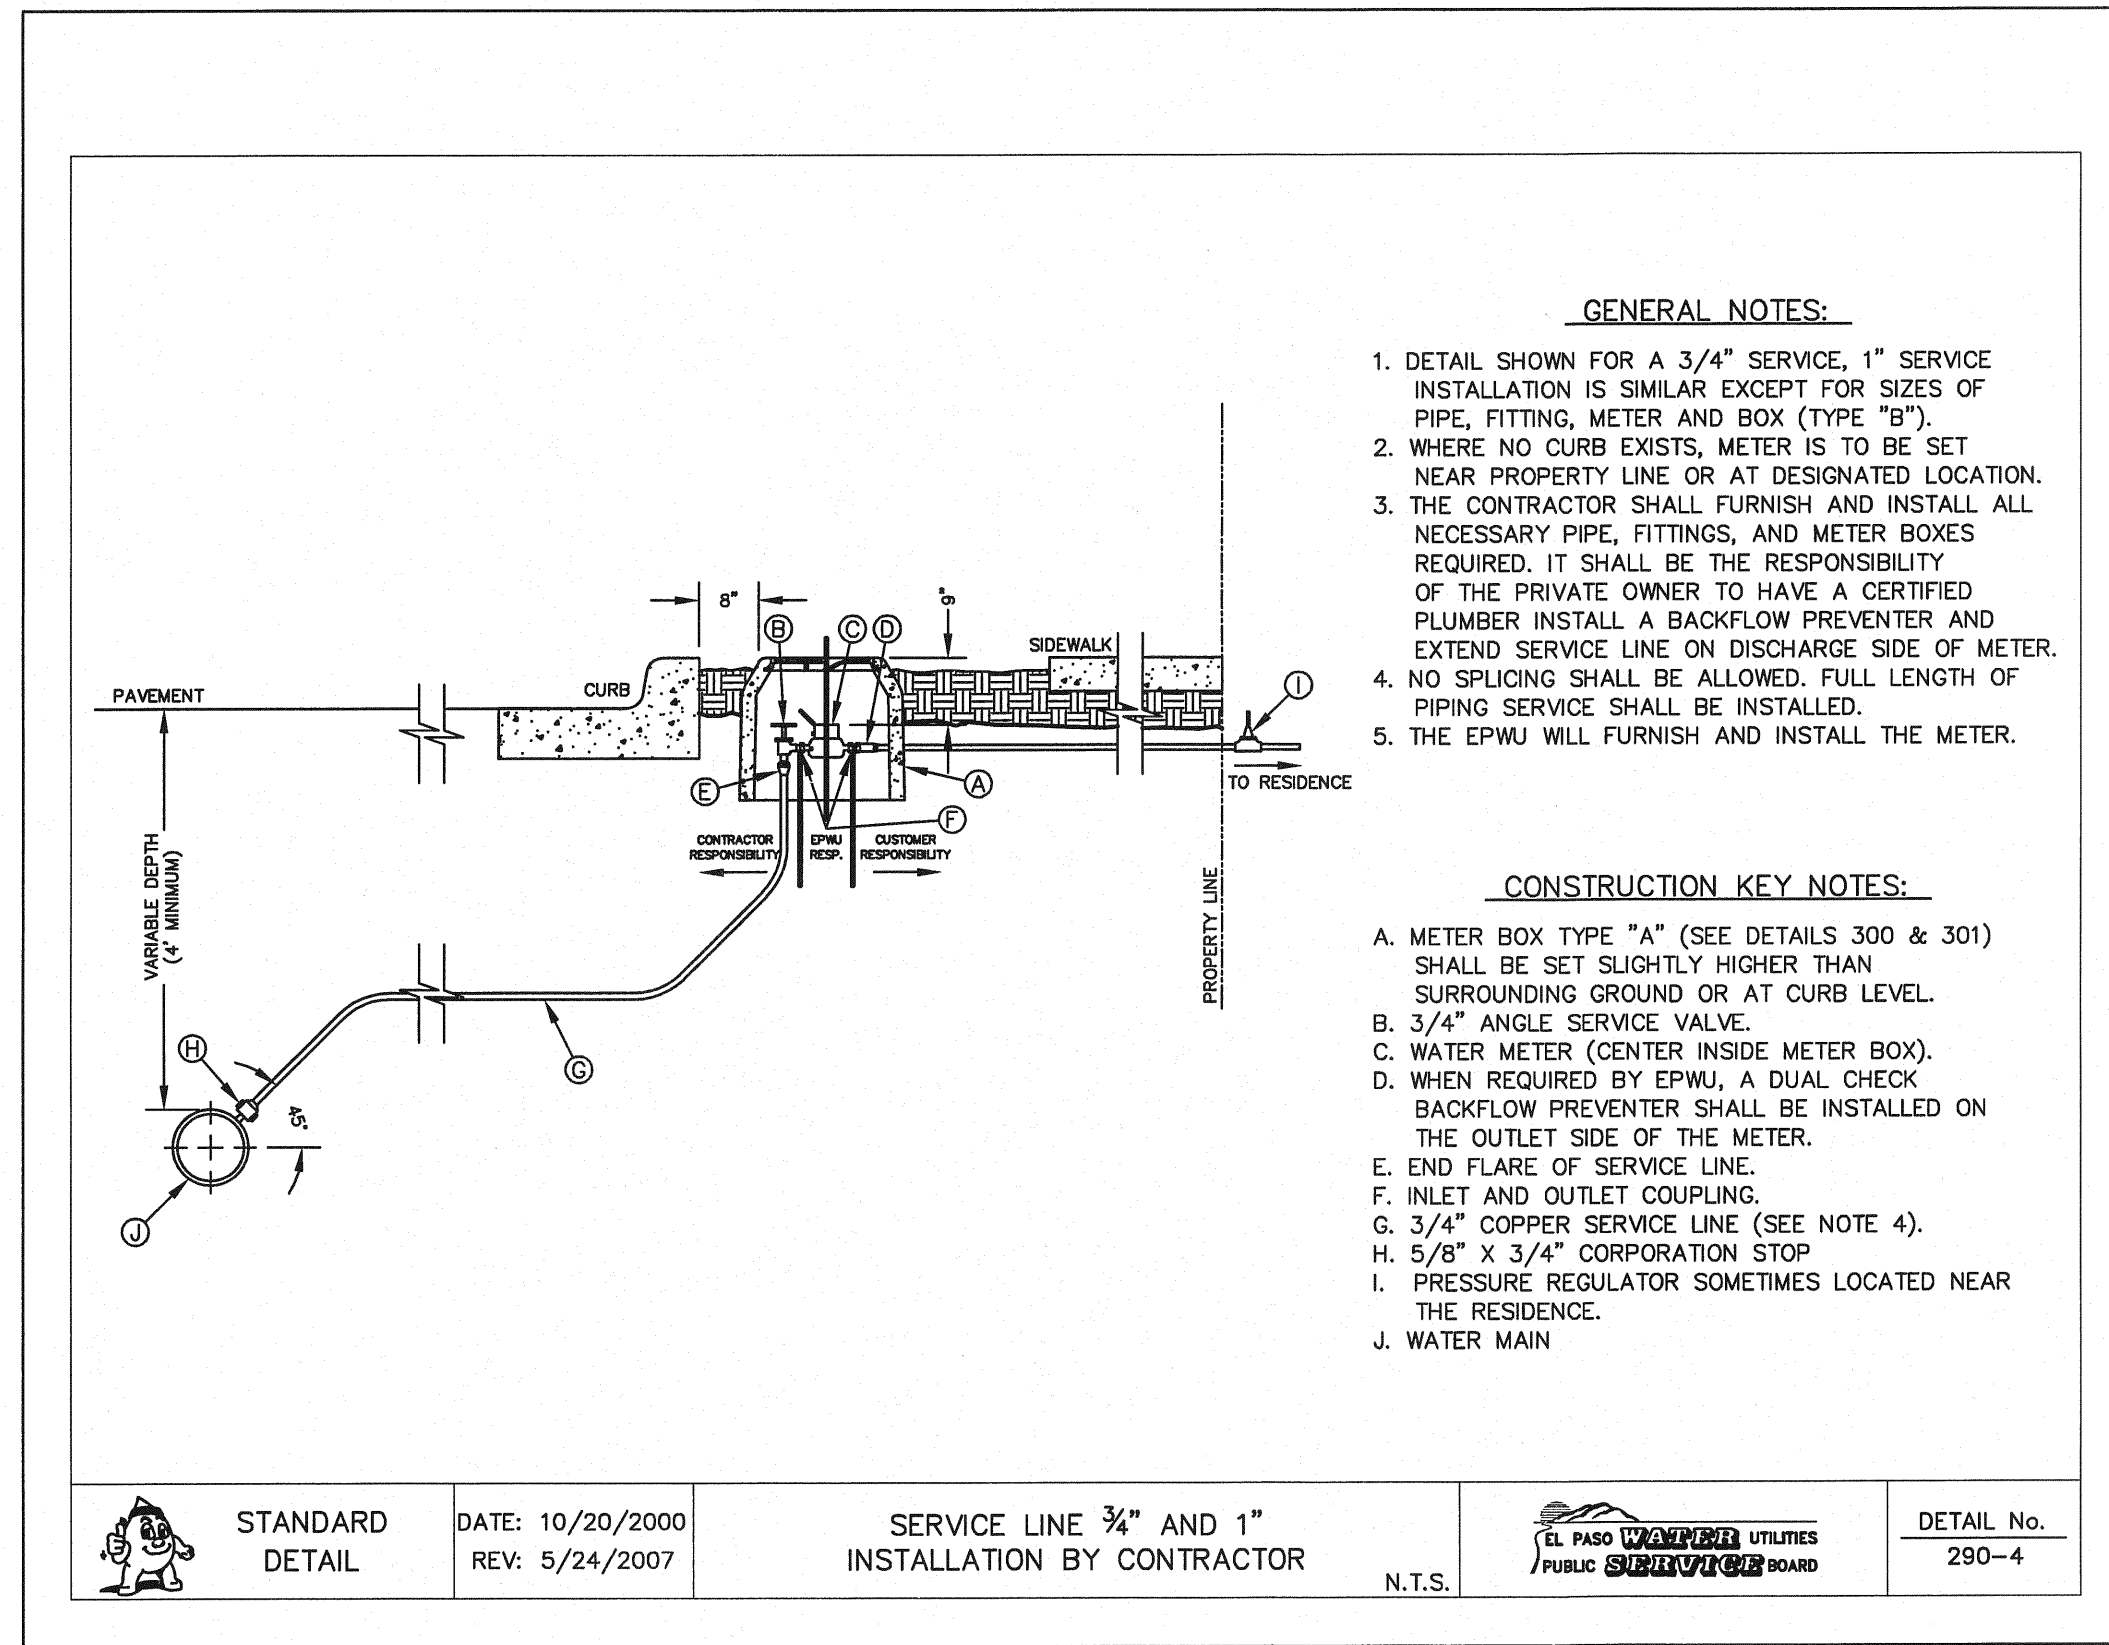 GENERAL NOTES:
1. DETAIL SHOWN FOR A 3/4" SERVICE, 1" SERVICE
INSTALLATION IS SIMILAR EXCEPT FOR SIZES OF
PIPE, FITTING, METER AND BOX (TYPE "B").
2. WHERE NO CURB EXISTS, METER IS TO BE SET
NEAR PROPERTY LINE OR AT DESIGNATED LOCATION.
3. THE CONTRACTOR SHALL FURNISH AND INSTALL ALL
NECESSARY PIPE, FITTINGS, AND METER BOXES
REQUIRED. IT SHALL BE THE RESPONSIBILITY
OF THE PRIVATE OWNER TO HAVE A CERTIFIED
PLUMBER INSTALL A BACKFLOW PREVENTER AND
EXTEND SERVICE LINE ON DISCHARGE SIDE OF METER.
4. NO SPLICING SHALL BE ALLOWED. FULL LENGTH OF
PIPING SERVICE SHALL BE INSTALLED.
5. THE EPWU WILL FURNISH AND INSTALL THE METER.
8"
9"
B
C
D
SIDEWALK
CURB
PAVEMENT
I
E
A
TO RESIDENCE
F
CONTRACTOR
RESPONSIBILITY
EPWU
RESP.
CUSTOMER
RESPONSIBILITY
VARIABLE DEPTH
(4' MINIMUM)
PROPERTY LINE
H
G
45°
J
CONSTRUCTION KEY NOTES:
A. METER BOX TYPE "A" (SEE DETAILS 300 & 301)
SHALL BE SET SLIGHTLY HIGHER THAN
SURROUNDING GROUND OR AT CURB LEVEL.
B. 3/4" ANGLE SERVICE VALVE.
C. WATER METER (CENTER INSIDE METER BOX).
D. WHEN REQUIRED BY EPWU, A DUAL CHECK
BACKFLOW PREVENTER SHALL BE INSTALLED ON
THE OUTLET SIDE OF THE METER.
E. END FLARE OF SERVICE LINE.
F. INLET AND OUTLET COUPLING.
G. 3/4" COPPER SERVICE LINE (SEE NOTE 4).
H. 5/8" X 3/4" CORPORATION STOP
I. PRESSURE REGULATOR SOMETIMES LOCATED NEAR
THE RESIDENCE.
J. WATER MAIN
STANDARD
DETAIL
DATE: 10/20/2000
REV: 5/24/2007
SERVICE LINE ¾" AND 1"
INSTALLATION BY CONTRACTOR
N.T.S.
EL PASO WATER UTILITIES
PUBLIC SERVICE BOARD
DETAIL No.
290-4